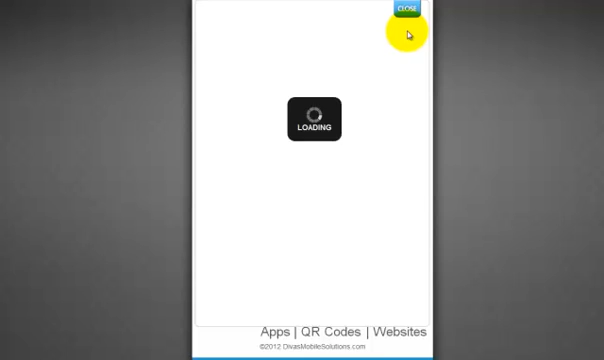 CLOSE
LOADING
Apps | QR Codes | Websites
©2012 DivasMobileSolutions.com